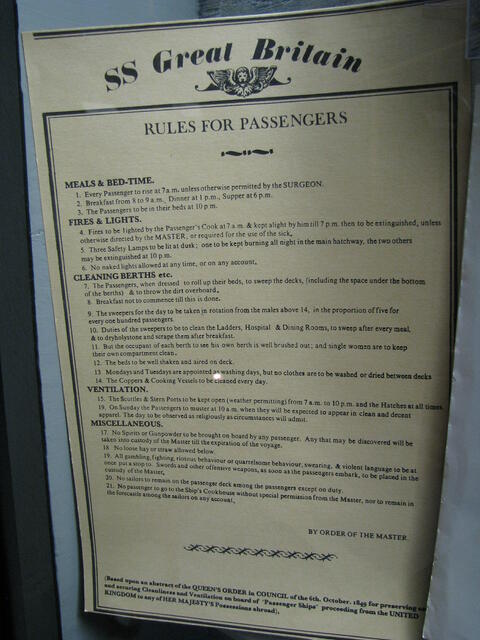 SS Great Britain
RULES FOR PASSENGERS
MEALS & BED-TIME.
1. Every Passenger to rise at 7 a.m. unless otherwise permitted by the SURGEON.
2. Breakfast from 8 to 9 a.m., Dinner at 1 p.m., Supper at 6 p.m.
3. The Passengers to be in their beds at 10 p.m.
FIRES & LIGHTS.
4. Fires to be lighted by the Passenger's Cook at 7 a.m. & kept alight by him till 7 p.m. then to be extinguished, unless
otherwise directed by the MASTER, or required for the use of the sick.
5. Three Safety Lamps to be lit at dusk; one to be kept burning all night in the main hatchway, the two others
may be extinguished at 10 p.m.
6. No naked lights allowed at any time, or on any account.
CLEANING BERTHS etc.
7. The Passengers, when dressed to roll up their beds, to sweep the decks, (including the space under the bottom
of the berths) & to throw the dirt overboard.
8. Breakfast not to commence till this is done.
9. The sweepers for the day to be taken in rotation from the males above 14, in the proportion of five for
every one hundred passengers.
10. Duties of the sweepers to be to clean the Ladders, Hospital & Dining Rooms, to sweep after every meal,
& to dryholystone and scrape them after breakfast.
11. But the occupant of each berth to see his own berth is well brushed out; and single women are to keep
their own compartment clean.
12. The beds to be well shaken and aired on deck.
13. Mondays and Tuesdays are appointed as washing days, but no clothes are to be washed or dried between decks
14. The Coppers & Cooking Vessels to be cleaned every day.
VENTILATION.
15. The Scuttles & Stern Ports to be kept open (weather permitting) from 7 a.m. to 10 p.m. and the Hatches at all times.
19. On Sunday the Passengers to muster at 10 a.m. when they will be expected to appear in clean and decent
apparel. The day to be observed as religiously as circumstances will admit.
MISCELLANEOUS.
17. No Spirits or Gunpowder to be brought on board by any passenger. Any that may be discovered will be
taken into custody of the Master till the expiration of the voyage.
18 No loose hay or straw allowed below.
19. All gambling, fighting, riotous behaviour or quarrelsome behaviour, swearing, & violent language to be at
once put a stop to. Swords and other offensive weapons, as soon as the passengers embark, to be placed in the
custody of the Master.
20. No sailors to remain on the passenger deck among the passengers except on duty.
21. No passenger to go to the Ship's Cookhouse without special permission from the Master, nor to remain in
the forecastle among the sailors on any account.
BY ORDER OF THE MASTER.
(Based upon an abstract of the QUEEN'S ORDER in COUNCIL of the 6th. October. 1849 for preserving
and securing Cleanliness and Ventilation on board of 'Passenger Ships' proceeding from the UNITED
KINGDOM to any of HER MAJESTY'S Possessions abroad).